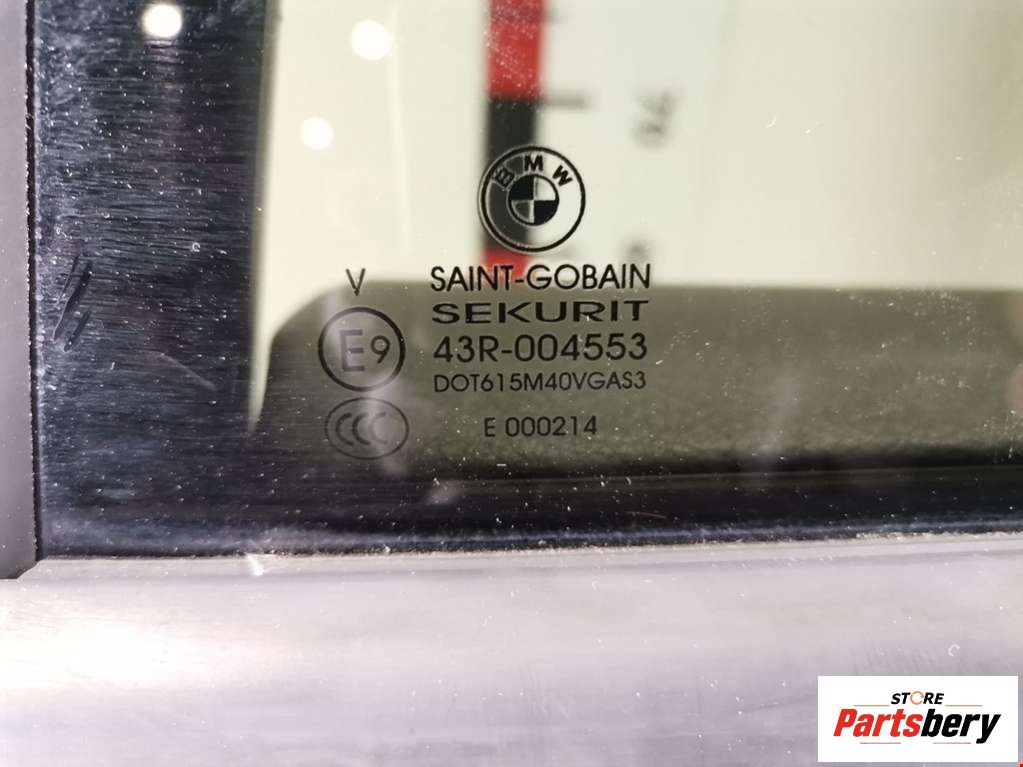 BMW
V SAINT-GOBAIN
SEKURIT
E9 43R-004553
DOT615M40VGAS3
CCC E 000214
STORE
Partsbery